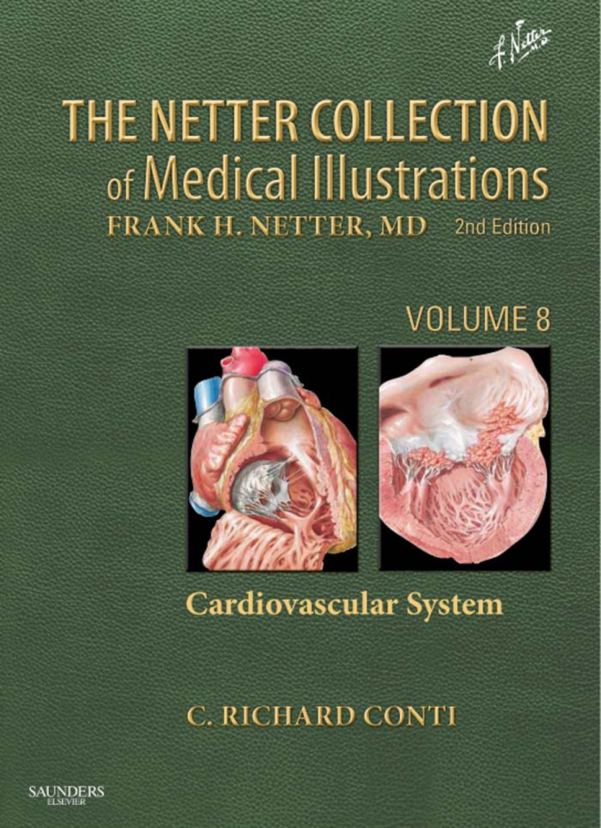 F. Netter M.D.
THE NETTER COLLECTION
of Medical Illustrations
FRANK H. NETTER, MD 2nd Edition
VOLUME 8
Cardiovascular System
C. RICHARD CONTI
SAUNDERS
ELSEVIER